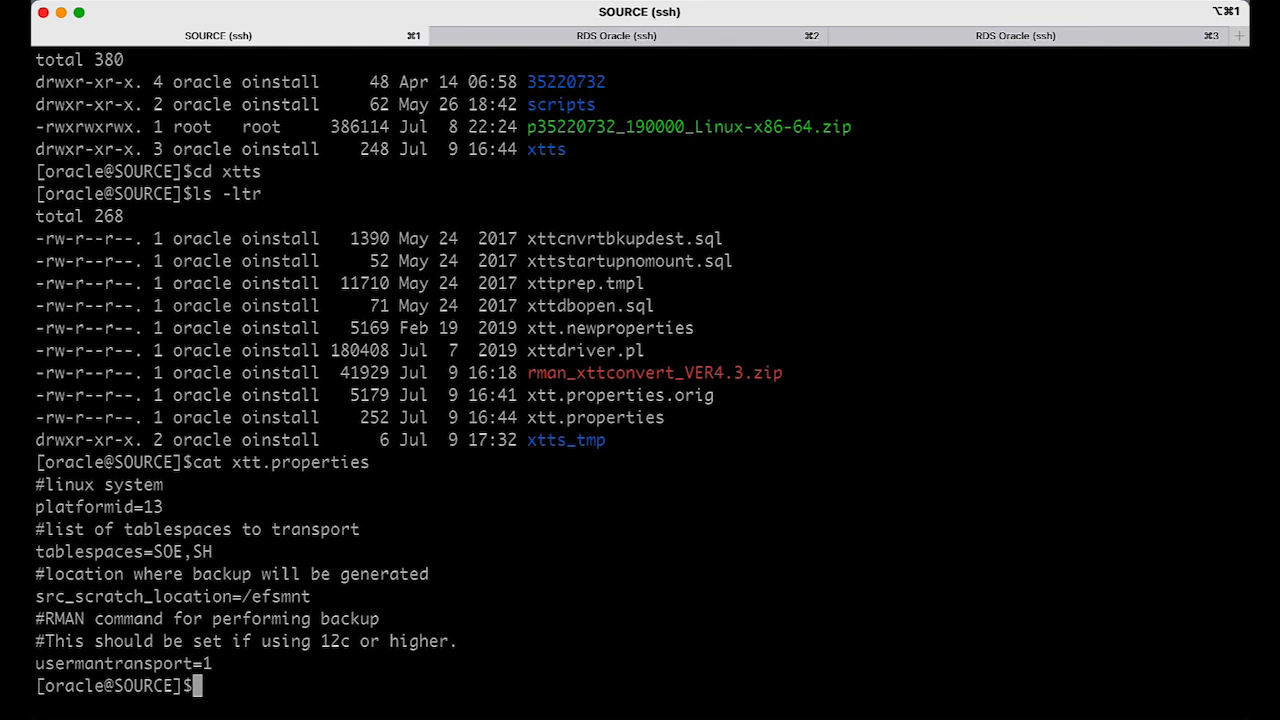 SOURCE (ssh)
⌥⌘1
SOURCE (ssh) ⌘1 RDS Oracle (ssh) ⌘2 RDS Oracle (ssh) ⌘3 +
total 380
drwxr-xr-x. 4 oracle oinstall 48 Apr 14 06:58 35220732
drwxr-xr-x. 2 oracle oinstall 62 May 26 18:42 scripts
-rwxrwxrwx. 1 root root 386114 Jul 8 22:24 p35220732_190000_Linux-x86-64.zip
drwxr-xr-x. 3 oracle oinstall 248 Jul 9 16:44 xtts
[oracle@SOURCE]$cd xtts
[oracle@SOURCE]$ls -ltr
total 268
-rw-r--r--. 1 oracle oinstall 1390 May 24 2017 xttcnvrtbkupdest.sql
-rw-r--r--. 1 oracle oinstall 52 May 24 2017 xttstartupnomount.sql
-rw-r--r--. 1 oracle oinstall 11710 May 24 2017 xttprep.tmpl
-rw-r--r--. 1 oracle oinstall 71 May 24 2017 xttdbopen.sql
-rw-r--r--. 1 oracle oinstall 5169 Feb 19 2019 xtt.newproperties
-rw-r--r--. 1 oracle oinstall 180408 Jul 7 2019 xttdriver.pl
-rw-r--r--. 1 oracle oinstall 41929 Jul 9 16:18 rman_xttconvert_VER4.3.zip
-rw-r--r--. 1 oracle oinstall 5179 Jul 9 16:41 xtt.properties.orig
-rw-r--r--. 1 oracle oinstall 252 Jul 9 16:44 xtt.properties
drwxr-xr-x. 2 oracle oinstall 6 Jul 9 17:32 xtts_tmp
[oracle@SOURCE]$cat xtt.properties
#linux system
platformid=13
#list of tablespaces to transport
tablespaces=SOE,SH
#location where backup will be generated
src_scratch_location=/efsmnt
#RMAN command for performing backup
#This should be set if using 12c or higher.
usermantransport=1
[oracle@SOURCE]$